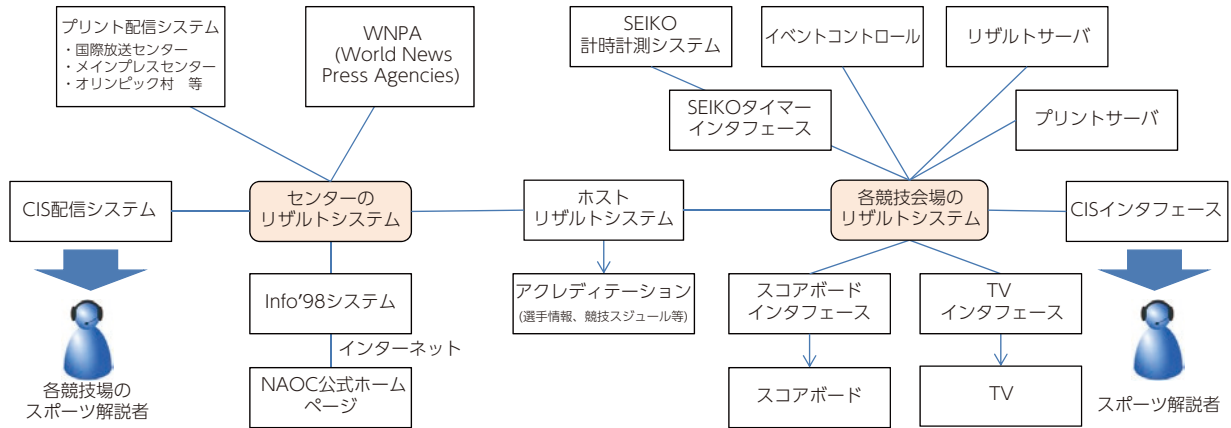 プリント配信システム
・国際放送センター
・メインプレスセンター
・オリンピック村　等
WNPA
(World News
Press Agencies)
SEIKO
計時計測システム
イベントコントロール
リザルトサーバ
SEIKOタイマー
インタフェース
プリントサーバ
CIS配信システム
センターの
リザルトシステム
ホスト
リザルトシステム
各競技会場の
リザルトシステム
CISインタフェース
Info’98システム
アクレディテーション
(選手情報、競技スジュール等)
スコアボード
インタフェース
TV
インタフェース
インターネット
NAOC公式ホーム
ページ
スコアボード
TV
各競技場の
スポーツ解説者
スポーツ解説者